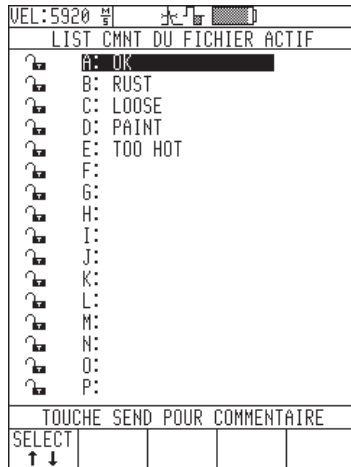 VEL:5920 M/S
LIST CMNT DU FICHIER ACTIF
A: OK
B: RUST
C: LOOSE
D: PAINT
E: TOO HOT
F:
G:
H:
I:
J:
K:
L:
M:
N:
O:
P:
TOUCHE SEND POUR COMMENTAIRE
SELECT
↑ ↓